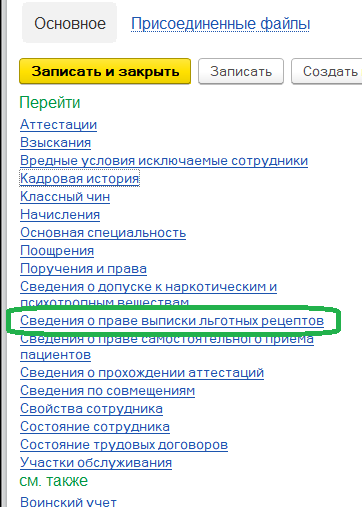 Основное Присоединенные файлы
Записать и закрыть Записать Создать
Перейти
Аттестации
Взыскания
Вредные условия исключаемые сотрудники
Кадровая история
Классный чин
Начисления
Основная специальность
Поощрения
Поручения и права
Сведения о допуске к наркотическим и
психотропным веществам
Сведения о праве выписки льготных рецептов
Сведения о праве самостоятельного приема
пациентов
Сведения о прохождении аттестаций
Сведения по совмещениям
Свойства сотрудника
Состояние сотрудника
Состояние трудовых договоров
Участки обслуживания
см. также
Воинский учет